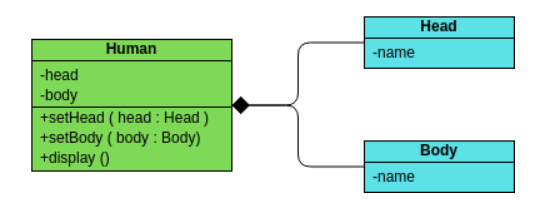 Human
-head
-body
+setHead ( head : Head )
+setBody ( body : Body)
+display ()
Head
-name
Body
-name